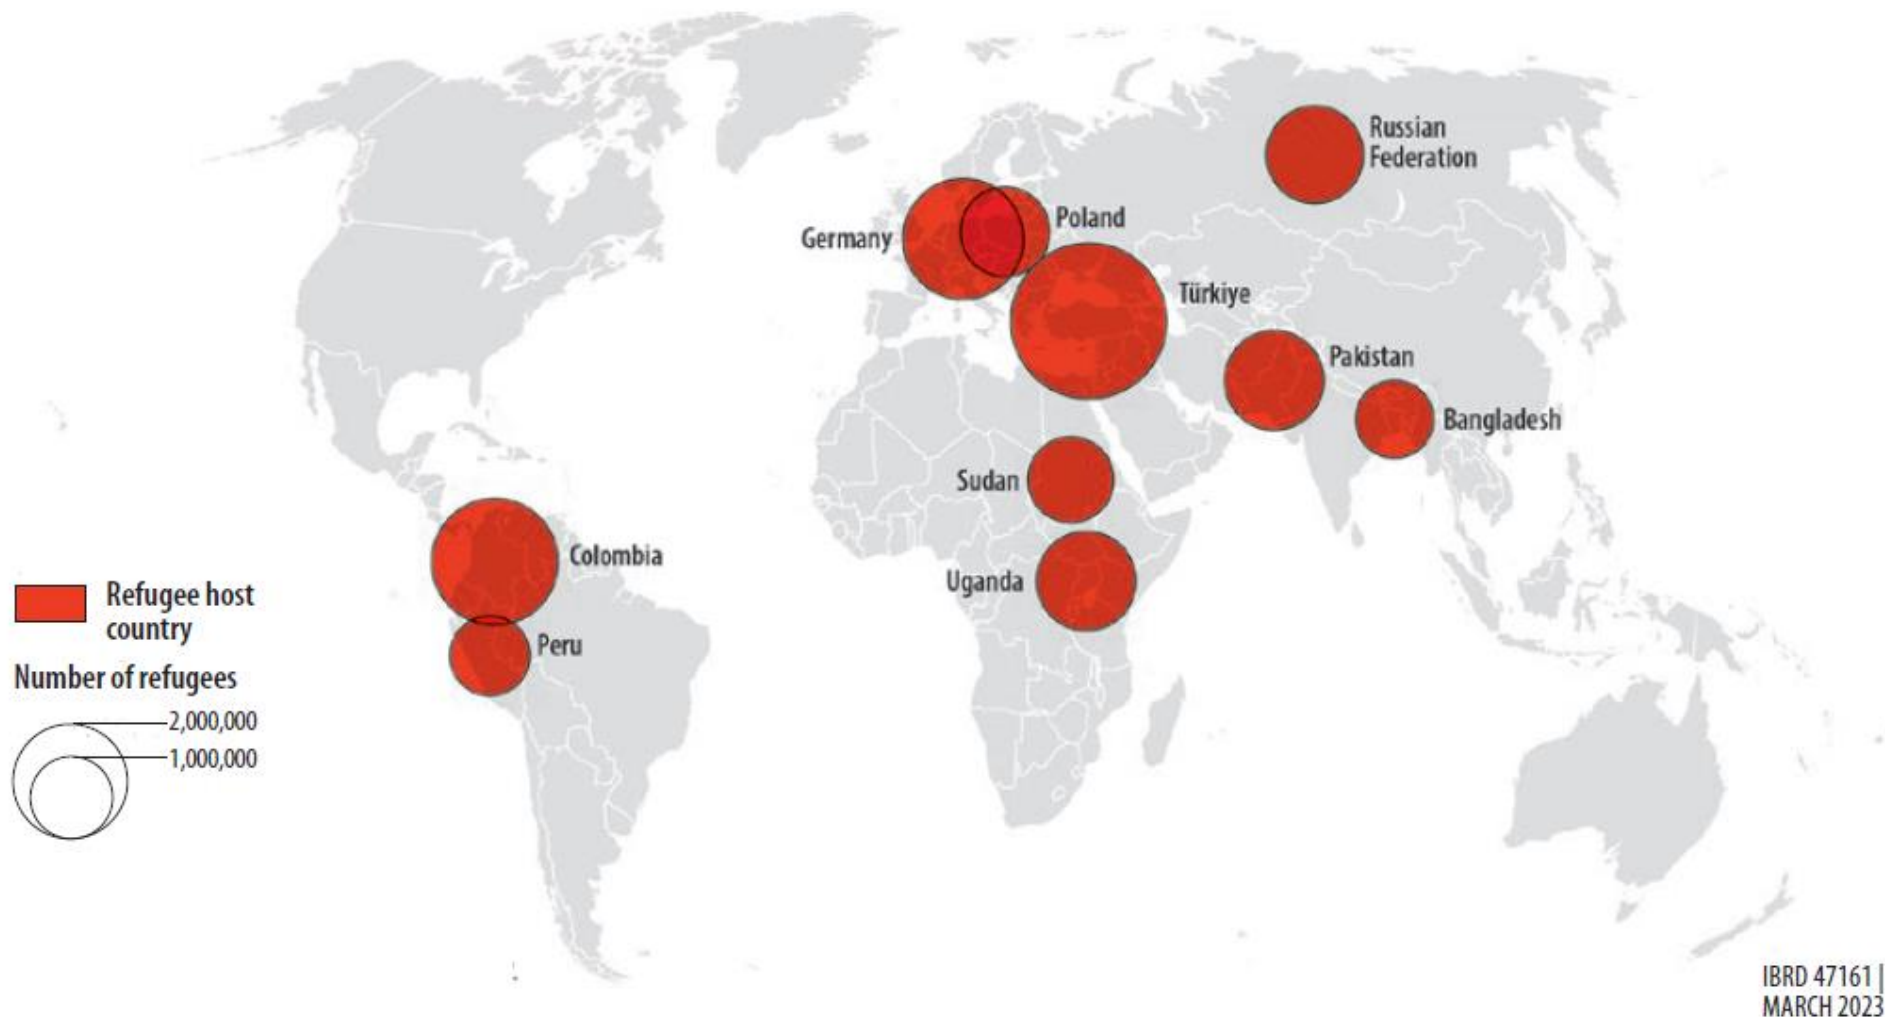 Russian
Federation
Poland
Germany
Türkiye
Pakistan
Bangladesh
Sudan
Colombia
Uganda
Peru
Refugee host
country
Number of refugees
2,000,000
1,000,000
IBRD 47161 |
MARCH 2023